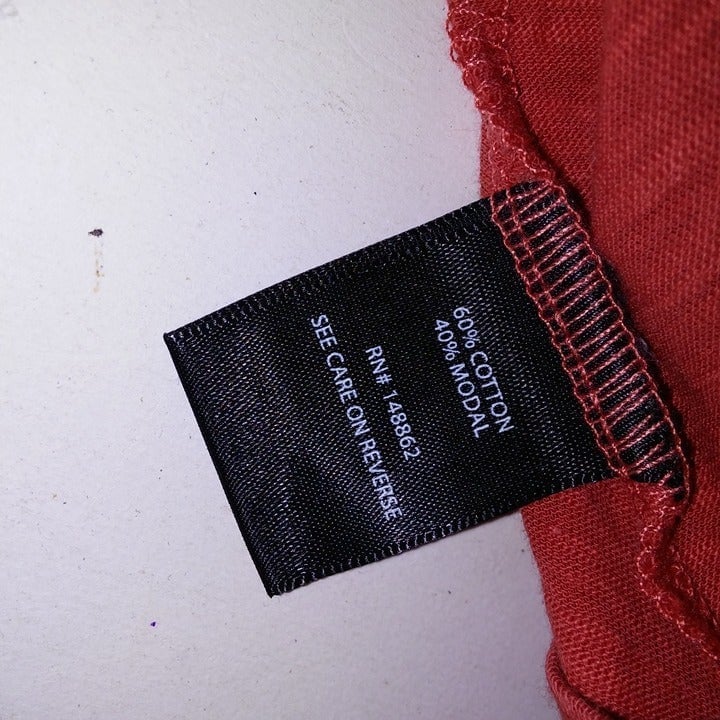 60% COTTON
40% MODAL
RN# 148862
SEE CARE ON REVERSE